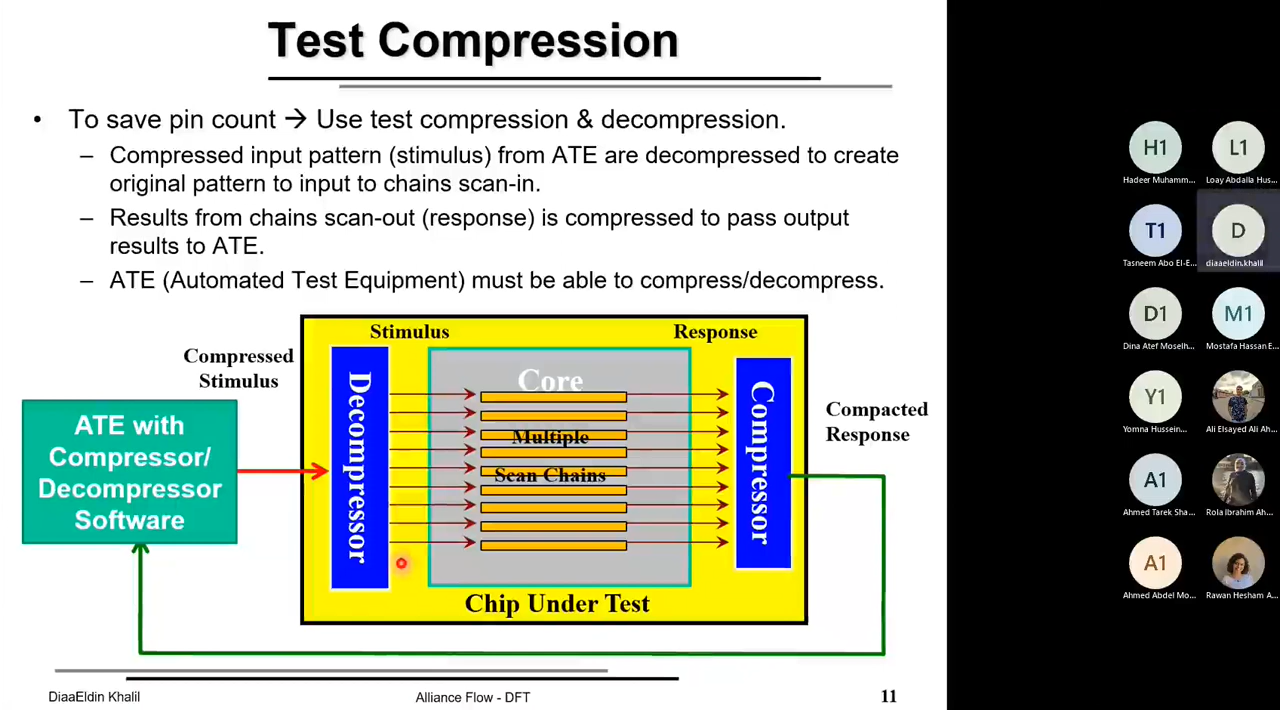 Test Compression
• To save pin count → Use test compression & decompression.
– Compressed input pattern (stimulus) from ATE are decompressed to create
original pattern to input to chains scan-in.
– Results from chains scan-out (response) is compressed to pass output
results to ATE.
– ATE (Automated Test Equipment) must be able to compress/decompress.
Stimulus
Response
Compressed
Stimulus
ATE with
Compressor/
Decompressor
Software
Decompressor
Core
Multiple
Scan Chains
Compressor
Compacted
Response
Chip Under Test
DiaaEldin Khalil
Alliance Flow - DFT
11
H1
Hadeer Muhamm...
L1
Loay Abdalla Hus...
T1
Tasneem Abo El-E...
D
diaaeldin.khalil
D1
Dina Atef Moselh...
M1
Mostafa Hassan E...
Y1
Yomna Hussein...
Ali Elsayed Ali Ah...
A1
Ahmed Tarek Sha...
Rola Ibrahim Ah...
A1
Ahmed Abdel Mo...
Rawan Hesham A...